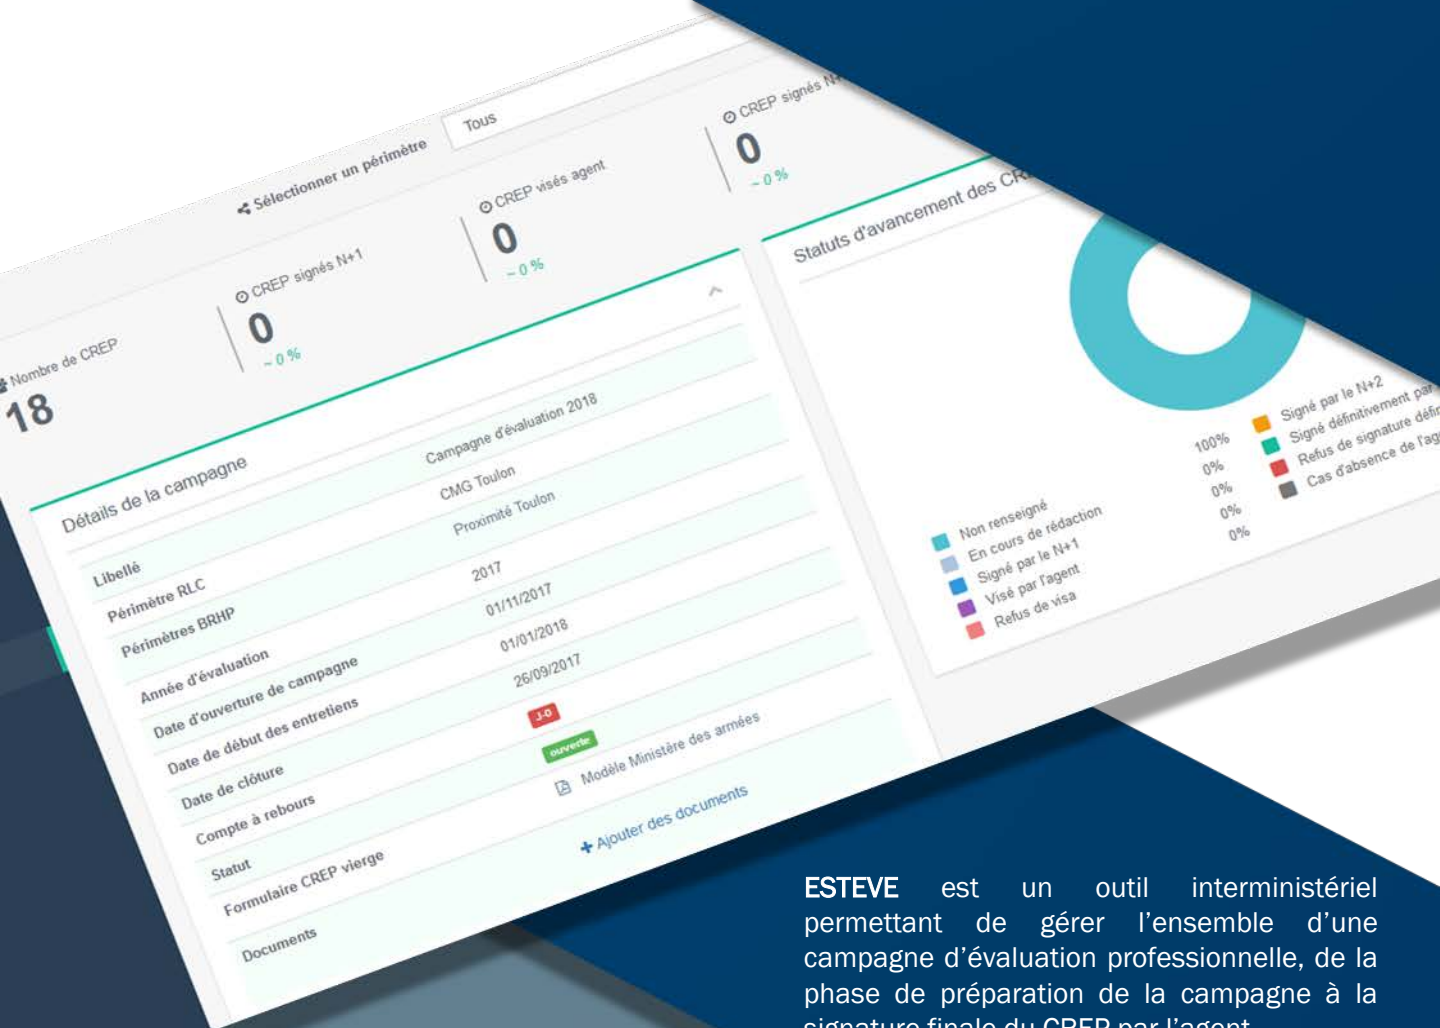 Sélectionner un périmètre
Tous
Nombre de CREP
18
CREP signés N+1
0
~ 0 %
CREP visés agent
0
~ 0 %
CREP signés
0
~ 0 %
Détails de la campagne
Libellé Campagne d'évaluation 2018
Périmètre RLC CMG Toulon
Périmètres BRHP Proximité Toulon
Année d'évaluation 2017
Date d'ouverture de campagne 01/11/2017
Date de début des entretiens 01/01/2018
Date de clôture 26/09/2017
Compte à rebours J-0
Statut ouverte
Formulaire CREP vierge Modèle Ministère des armées
Documents + Ajouter des documents
Statuts d'avancement des
Non renseigné 100%
En cours de rédaction 0%
Signé par le N+1 0%
Visé par l'agent 0%
Refus de visa 0%
Signé par le N+2
Signé définitivement par
Refus de signature
Cas d'absence de
ESTEVE est un outil interministériel
permettant de gérer l'ensemble d'une
campagne d'évaluation professionnelle, de la
phase de préparation de la campagne à la
signature finale du CREP par l'agent